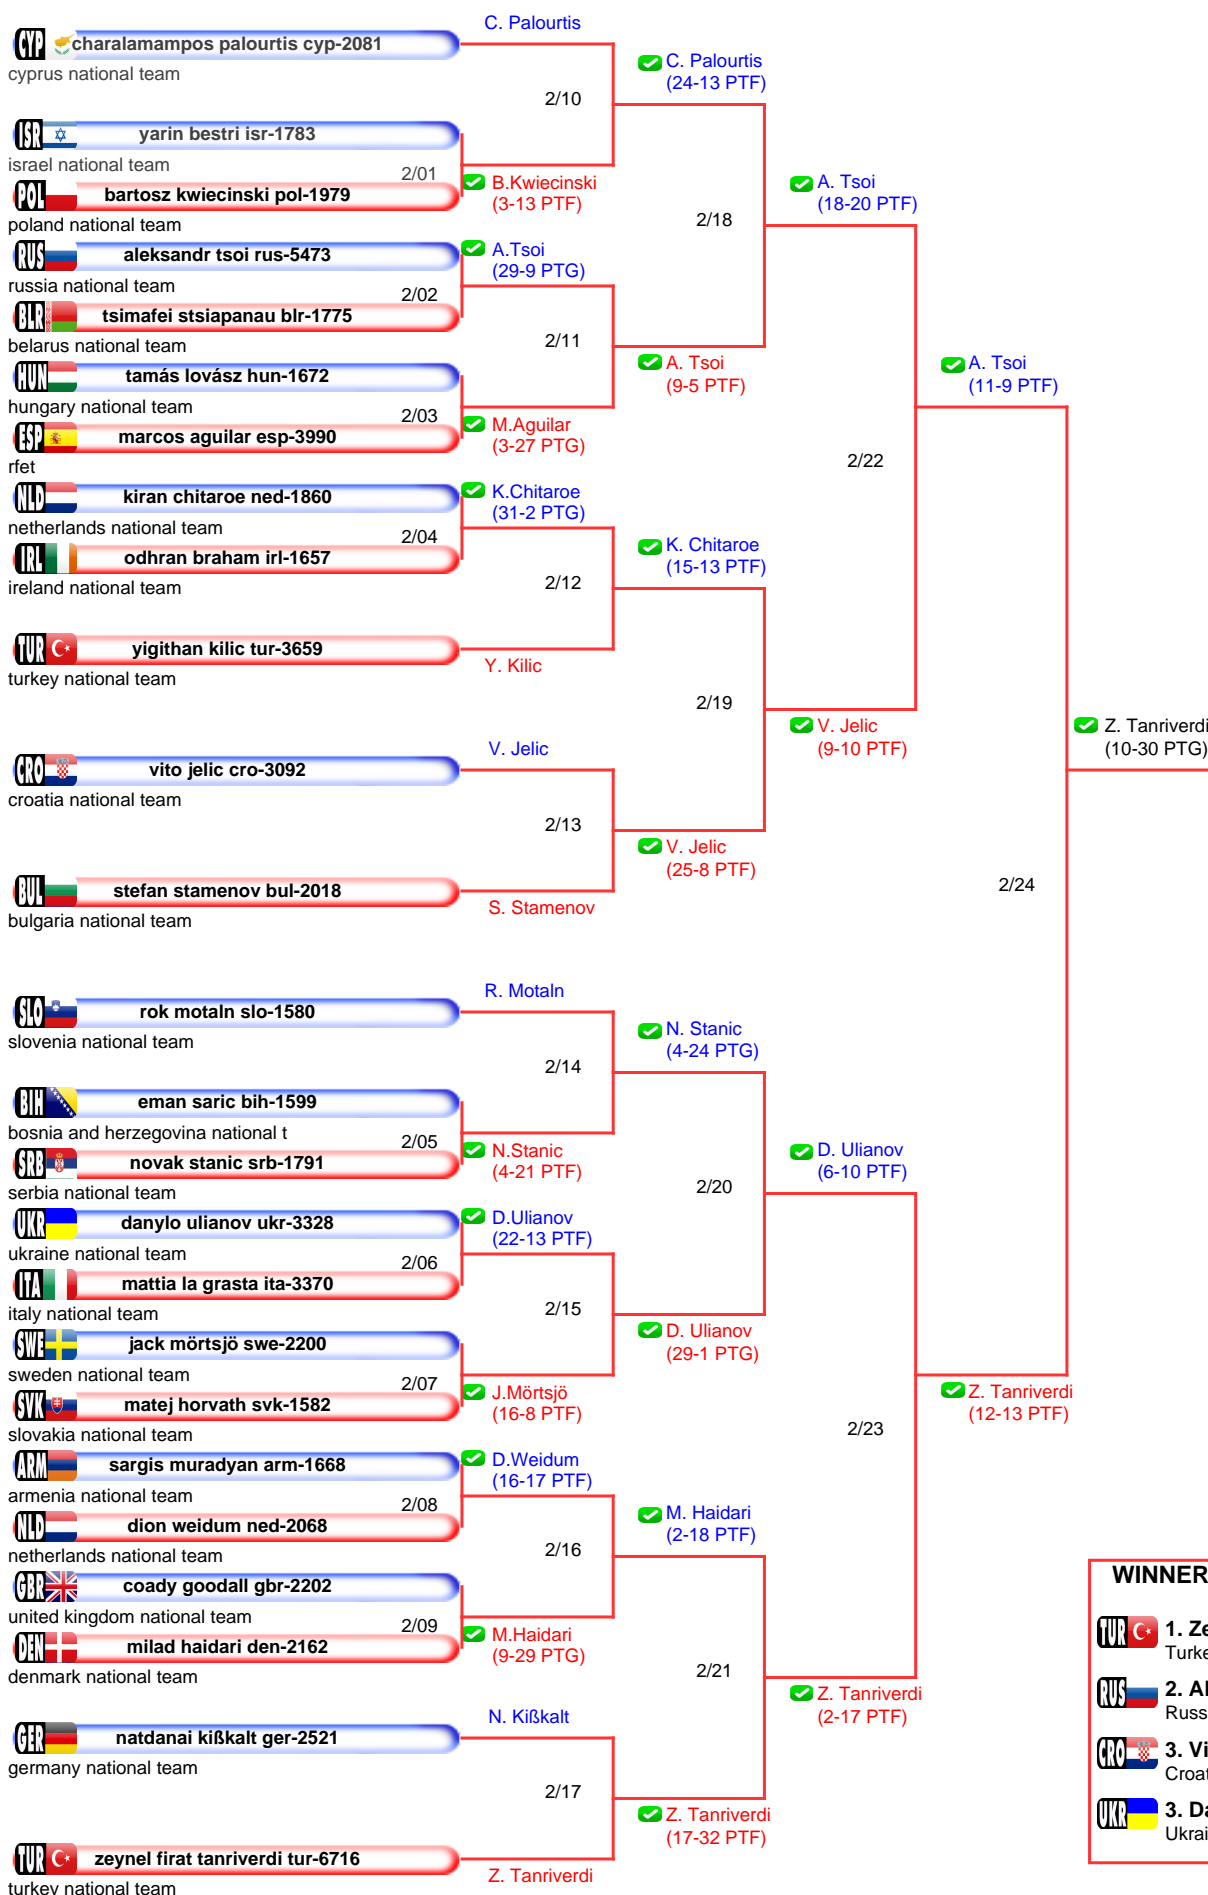 C. Palourtis
CYP charalamampos palourtis cyp-2081
cyprus national team
C. Palourtis
(24-13 PTF)
2/10
ISR yarin bestri isr-1783
israel national team
2/01
POL bartosz kwiecinski pol-1979
poland national team
B.Kwiecinski
(3-13 PTF)
A. Tsoi
(18-20 PTF)
2/18
RUS aleksandr tsoi rus-5473
russia national team
A.Tsoi
(29-9 PTG)
2/02
BLR tsimafei stsiapanau blr-1775
belarus national team
2/11
HUN tamás lovász hun-1672
hungary national team
A. Tsoi
(9-5 PTF)
A. Tsoi
(11-9 PTF)
2/03
ESP marcos aguilar esp-3990
rfet
M.Aguilar
(3-27 PTG)
2/22
NLD kiran chitaroe ned-1860
netherlands national team
K.Chitaroe
(31-2 PTG)
2/04
IRL odhran braham irl-1657
ireland national team
K. Chitaroe
(15-13 PTF)
2/12
TUR yigithan kilic tur-3659
turkey national team
Y. Kilic
2/19
V. Jelic
(9-10 PTF)
Z. Tanriverdi
(10-30 PTG)
V. Jelic
CRO vito jelic cro-3092
croatia national team
2/13
V. Jelic
(25-8 PTF)
BUL stefan stamenov bul-2018
bulgaria national team
S. Stamenov
2/24
R. Motaln
SLO rok motaln slo-1580
slovenia national team
N. Stanic
(4-24 PTG)
2/14
BIH eman saric bih-1599
bosnia and herzegovina national t
2/05
SRB novak stanic srb-1791
serbia national team
N.Stanic
(4-21 PTF)
D. Ulianov
(6-10 PTF)
2/20
UKR danylo ulianov ukr-3328
ukraine national team
D.Ulianov
(22-13 PTF)
2/06
ITA mattia la grasta ita-3370
italy national team
2/15
SWE jack mörtsjö swe-2200
sweden national team
D. Ulianov
(29-1 PTG)
2/07
SVK matej horvath svk-1582
slovakia national team
J.Mörtsjö
(16-8 PTF)
Z. Tanriverdi
(12-13 PTF)
2/23
ARM sargis muradyan arm-1668
armenia national team
D.Weidum
(16-17 PTF)
2/08
NLD dion weidum ned-2068
netherlands national team
M. Haidari
(2-18 PTF)
2/16
GBR coady goodall gbr-2202
united kingdom national team
2/09
DEN milad haidari den-2162
denmark national team
M.Haidari
(9-29 PTG)
2/21
Z. Tanriverdi
(2-17 PTF)
N. Kißkalt
GER natdanai kißkalt ger-2521
germany national team
2/17
Z. Tanriverdi
(17-32 PTF)
TUR zeynel firat tanriverdi tur-6716
turkey national team
Z. Tanriverdi
WINNER
TUR 1. Ze
Turke
RUS 2. Al
Russ
CRO 3. Vi
Croat
UKR 3. Da
Ukrai